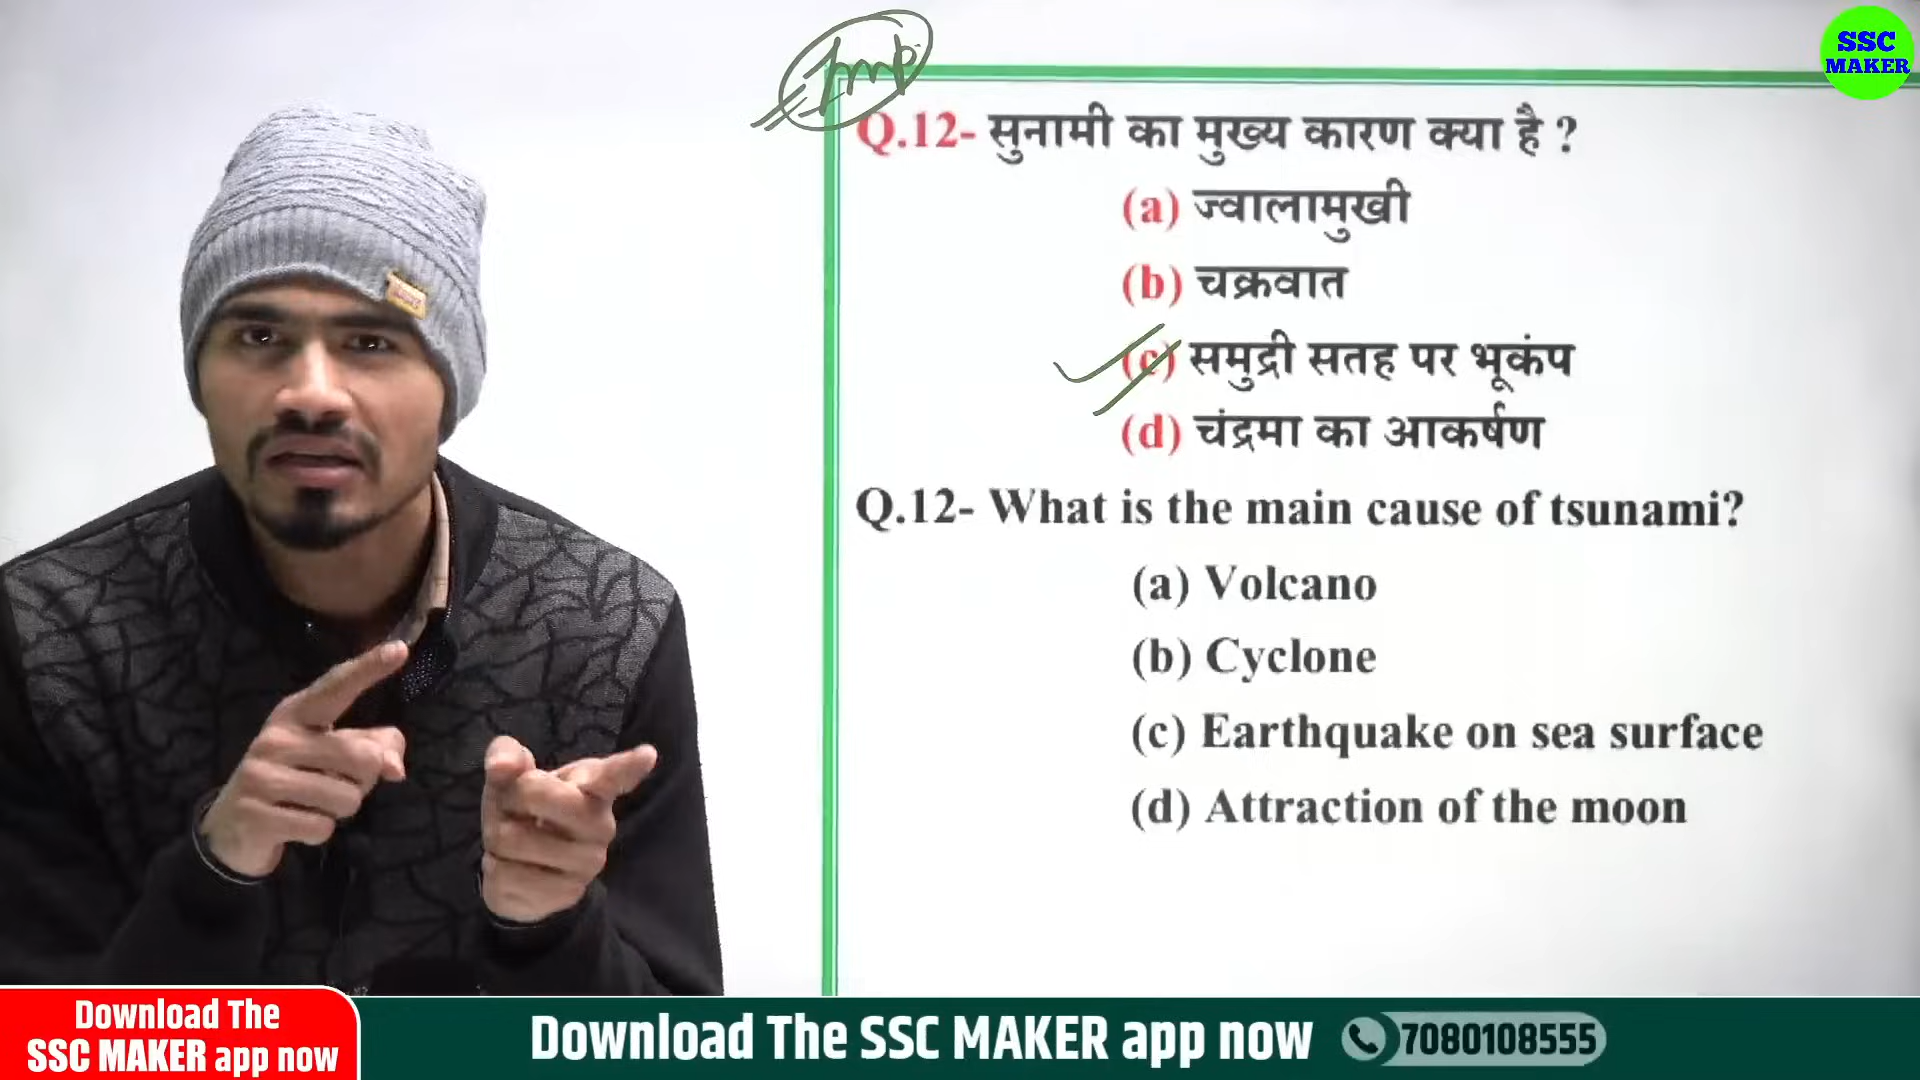 Imp
SSC
MAKER
Q.12- सुनामी का मुख्य कारण क्या है ?
(a) ज्वालामुखी
(b) चक्रवात
(c) समुद्री सतह पर भूकंप
(d) चंद्रमा का आकर्षण
Q.12- What is the main cause of tsunami?
(a) Volcano
(b) Cyclone
(c) Earthquake on sea surface
(d) Attraction of the moon
Download The
SSC MAKER app now
Download The SSC MAKER app now 7080108555